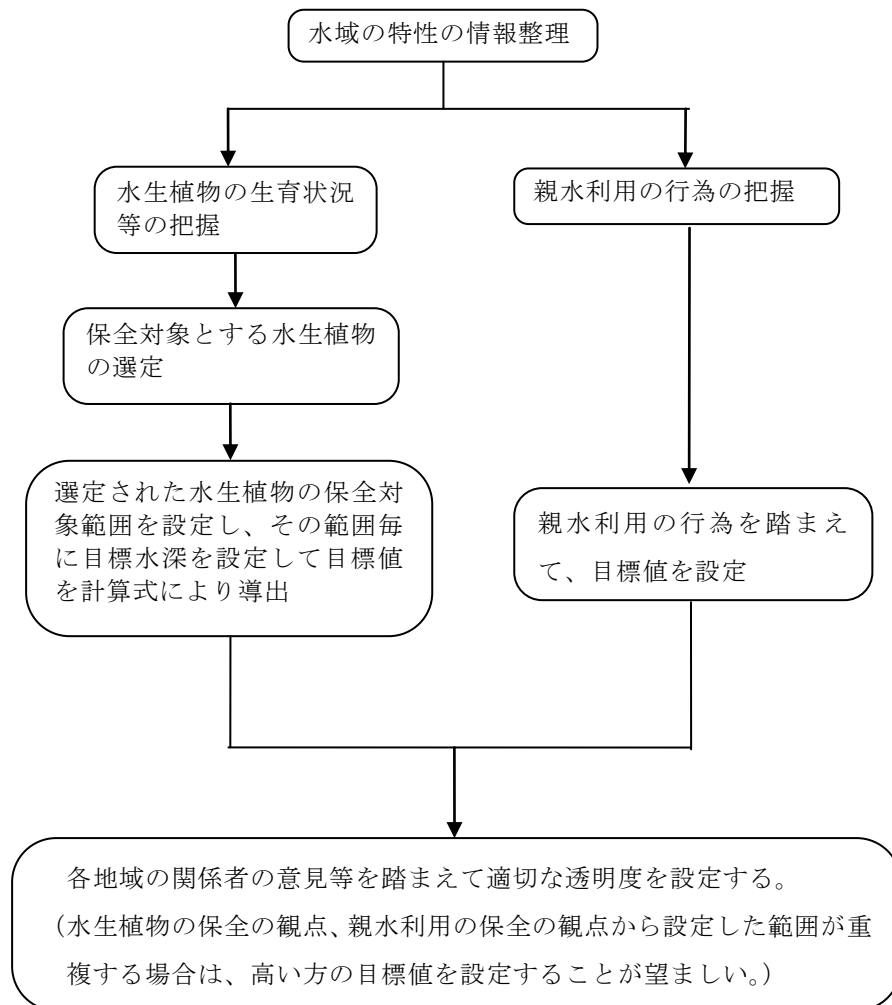 水域の特性の情報整理
水生植物の生育状況
等の把握
親水利用の行為の把握
保全対象とする水生植物
の選定
選定された水生植物の保全対
象範囲を設定し、その範囲毎
に目標水深を設定して目標値
を計算式により導出
親水利用の行為を踏まえ
て、目標値を設定
各地域の関係者の意見等を踏まえて適切な透明度を設定する。
(水生植物の保全の観点、親水利用の保全の観点から設定した範囲が重
複する場合は、高い方の目標値を設定することが望ましい。)